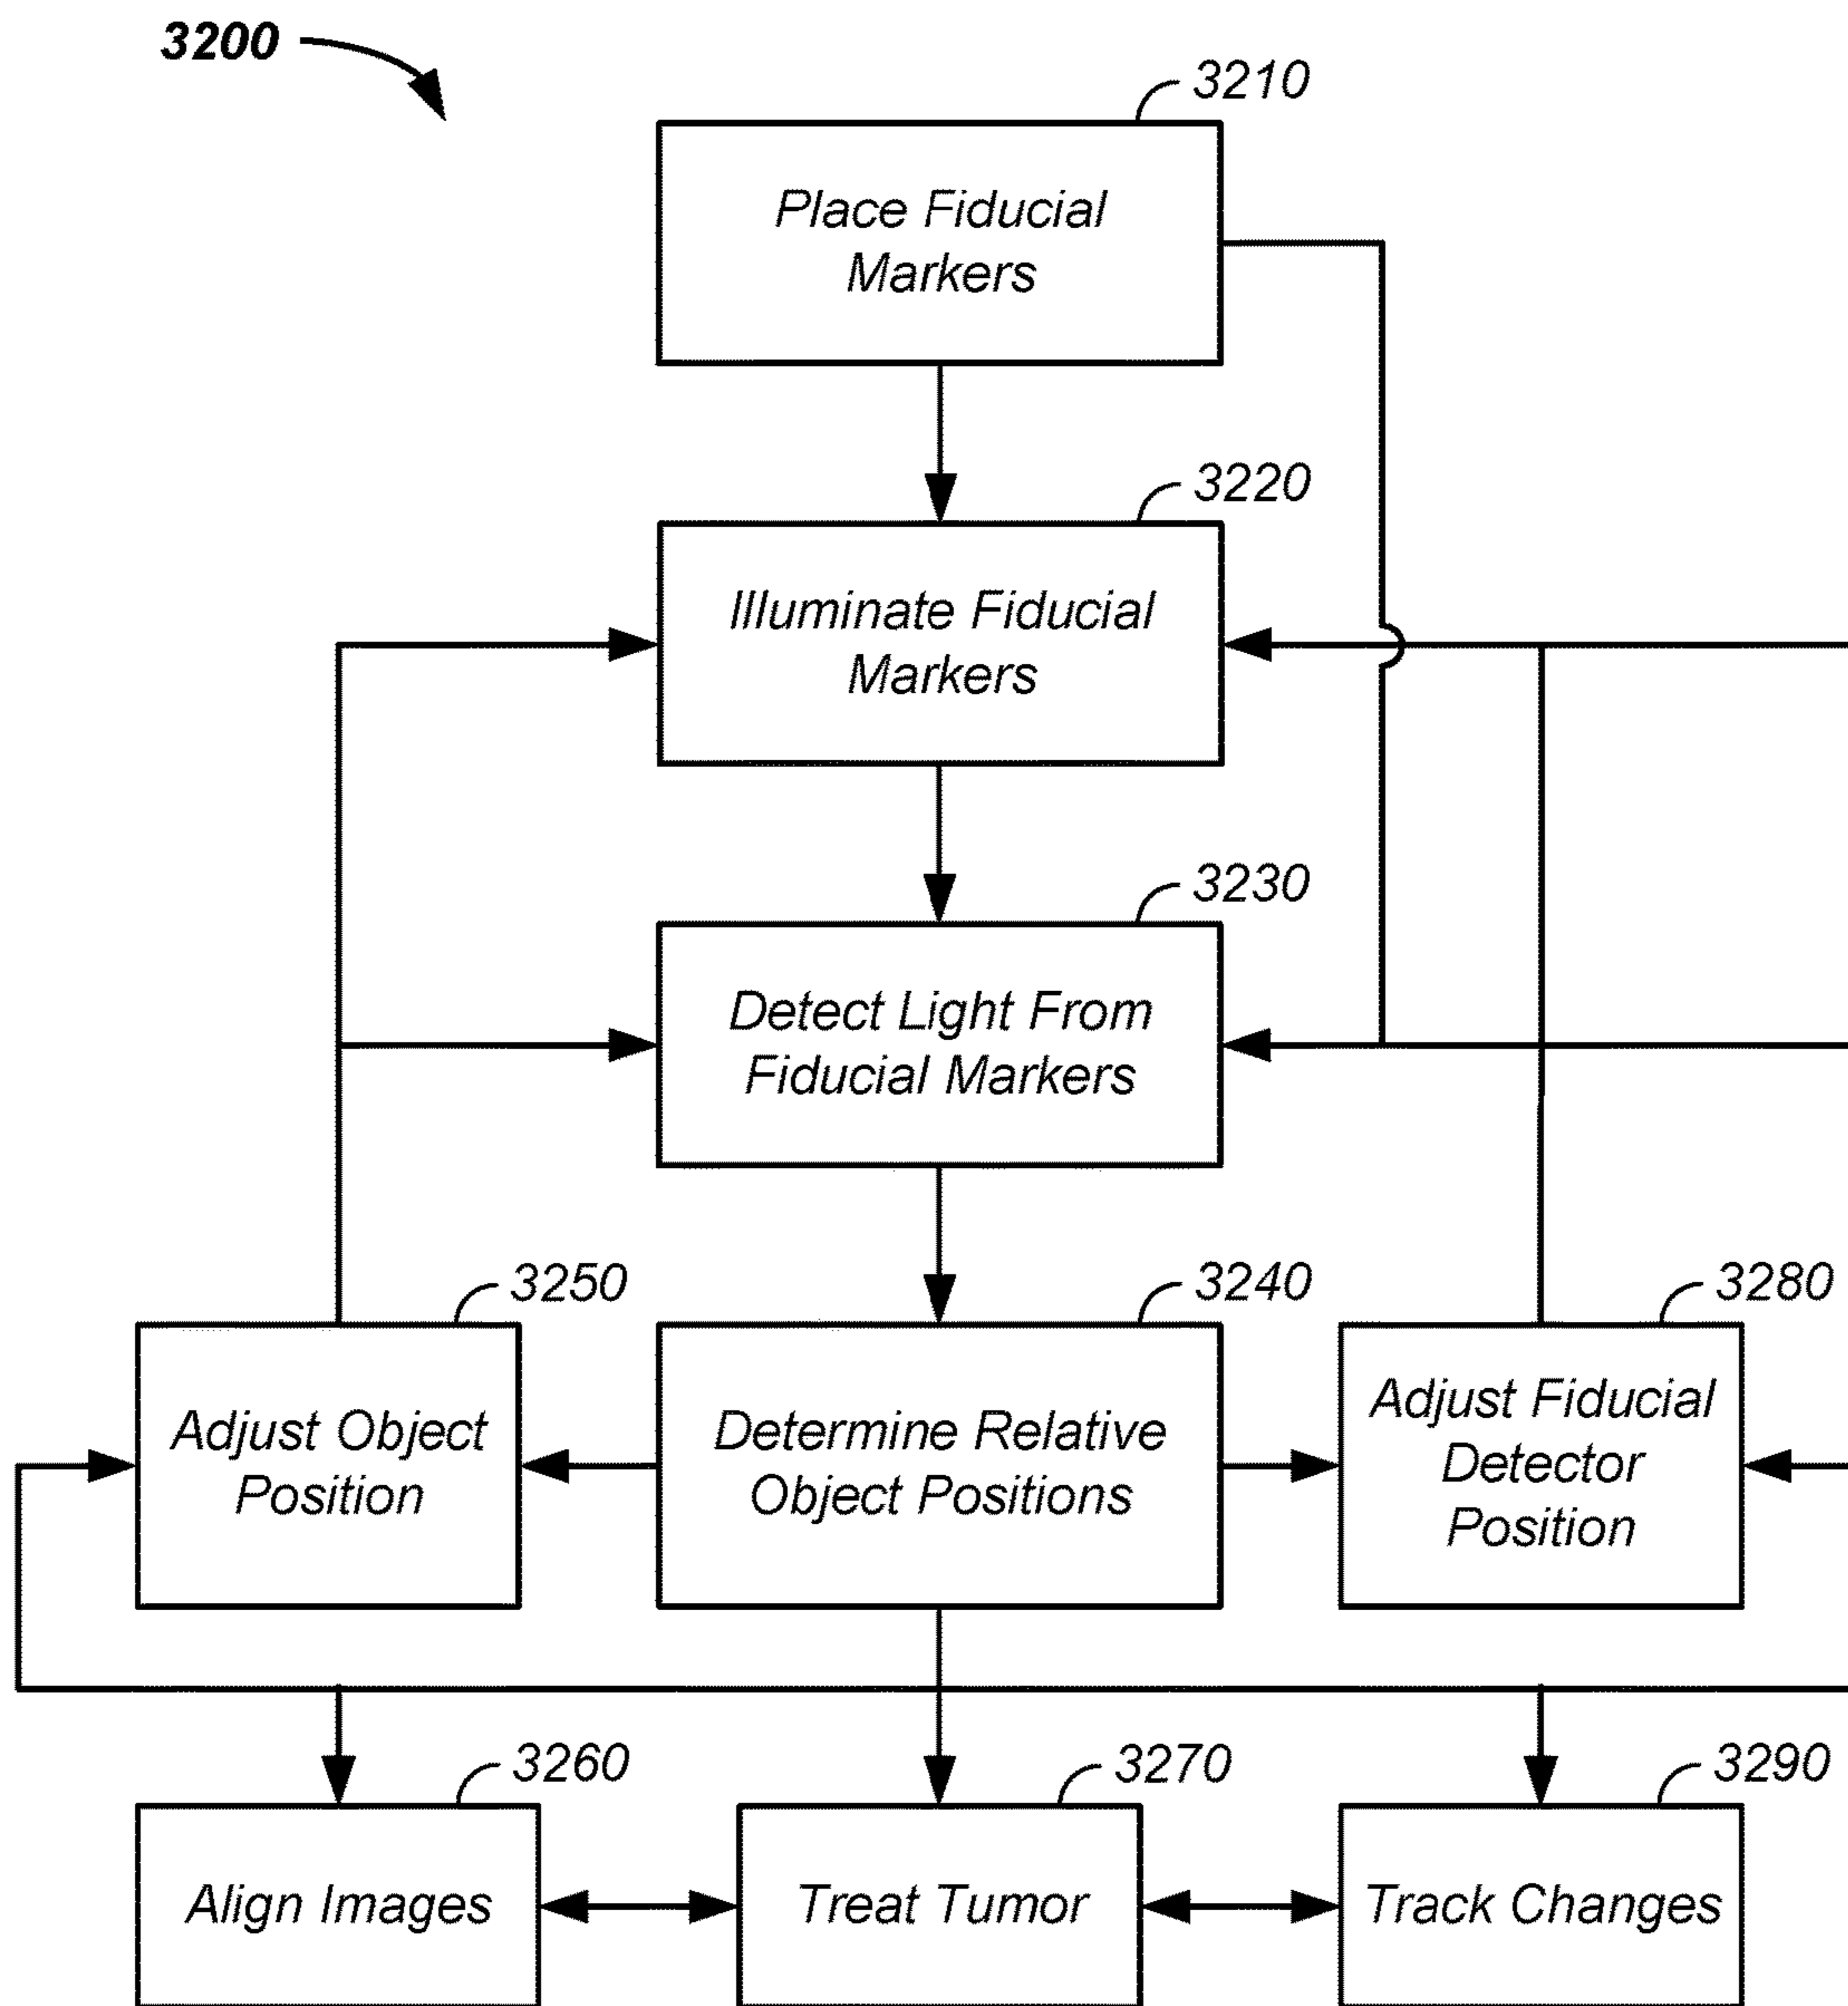 3200
3210
Place Fiducial
Markers
3220
Illuminate Fiducial
Markers
3230
Detect Light From
Fiducial Markers
3250
Adjust Object
Position
3240
Determine Relative
Object Positions
3280
Adjust Fiducial
Detector
Position
3260
Align Images
3270
Treat Tumor
3290
Track Changes